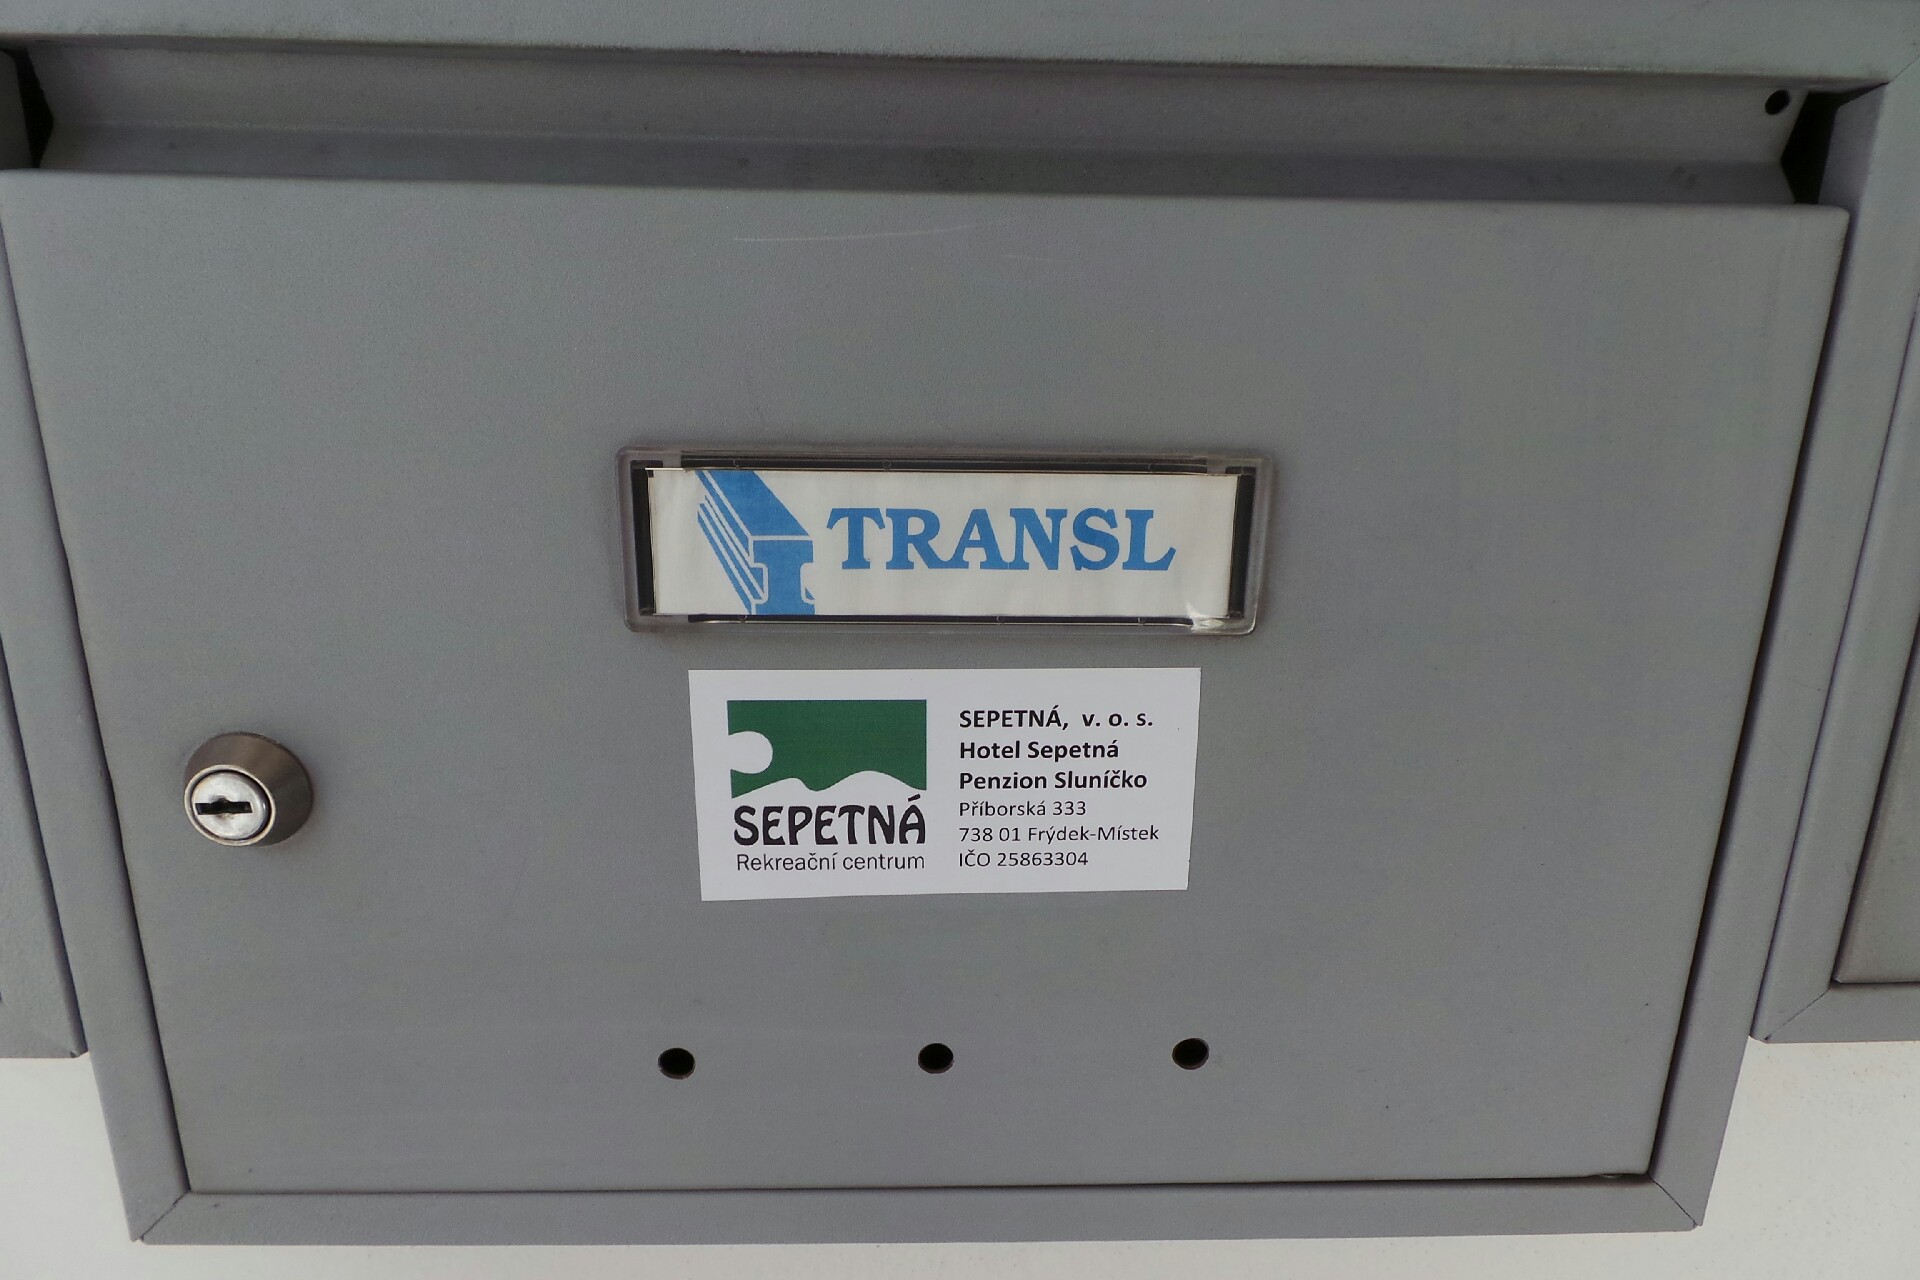 TRANSL
SEPETNÁ
Rekreační centrum
SEPETNÁ, v. o. s.
Hotel Sepetná
Penzion Sluníčko
Příborská 333
738 01 Frýdek-Místek
IČO 25863304